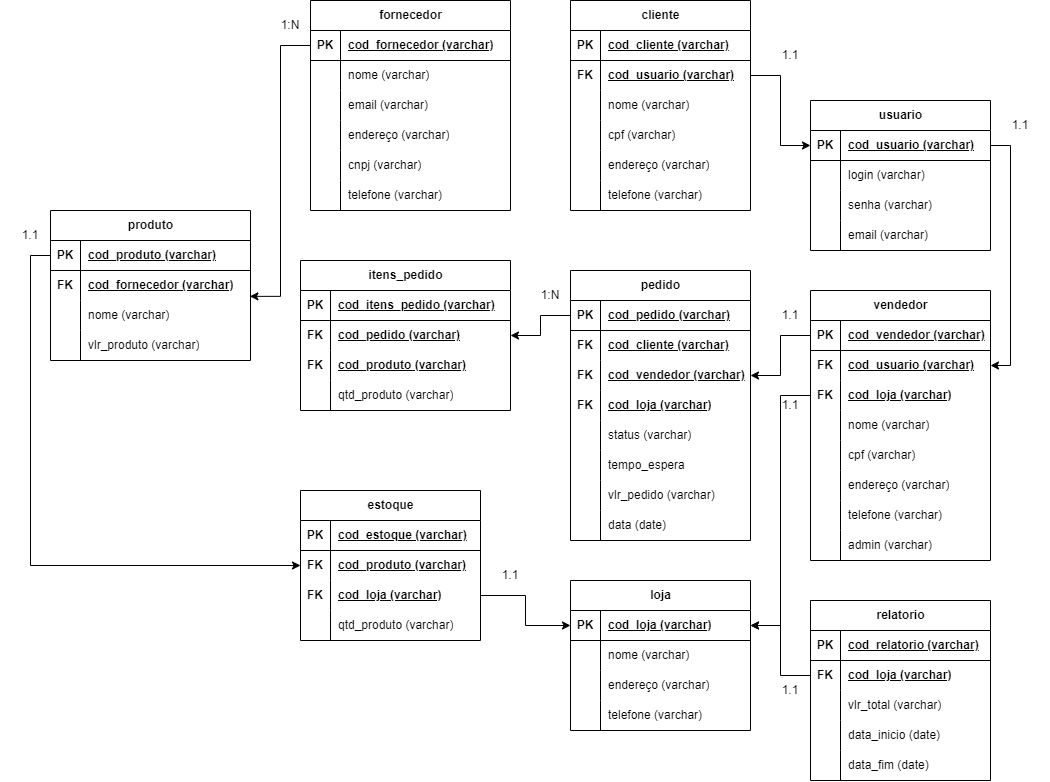 1:N
fornecedor
PK cod_fornecedor (varchar)
nome (varchar)
email (varchar)
endereço (varchar)
cnpj (varchar)
telefone (varchar)
cliente
PK cod_cliente (varchar)
FK cod_usuario (varchar)
nome (varchar)
cpf (varchar)
endereço (varchar)
telefone (varchar)
1.1
usuario
PK cod_usuario (varchar)
login (varchar)
senha (varchar)
email (varchar)
1.1
1.1
produto
PK cod_produto (varchar)
FK cod_fornecedor (varchar)
nome (varchar)
vlr_produto (varchar)
itens_pedido
PK cod_itens_pedido (varchar)
FK cod_pedido (varchar)
FK cod_produto (varchar)
qtd_produto (varchar)
1:N
pedido
PK cod_pedido (varchar)
FK cod_cliente (varchar)
FK cod_vendedor (varchar)
FK cod_loja (varchar)
status (varchar)
tempo_espera
vlr_pedido (varchar)
data (date)
1.1
1.1
vendedor
PK cod_vendedor (varchar)
FK cod_usuario (varchar)
FK cod_loja (varchar)
nome (varchar)
cpf (varchar)
endereço (varchar)
telefone (varchar)
admin (varchar)
estoque
PK cod_estoque (varchar)
FK cod_produto (varchar)
FK cod_loja (varchar)
qtd_produto (varchar)
1.1
loja
PK cod_loja (varchar)
nome (varchar)
endereço (varchar)
telefone (varchar)
1.1
relatorio
PK cod_relatorio (varchar)
FK cod_loja (varchar)
vlr_total (varchar)
data_inicio (date)
data_fim (date)